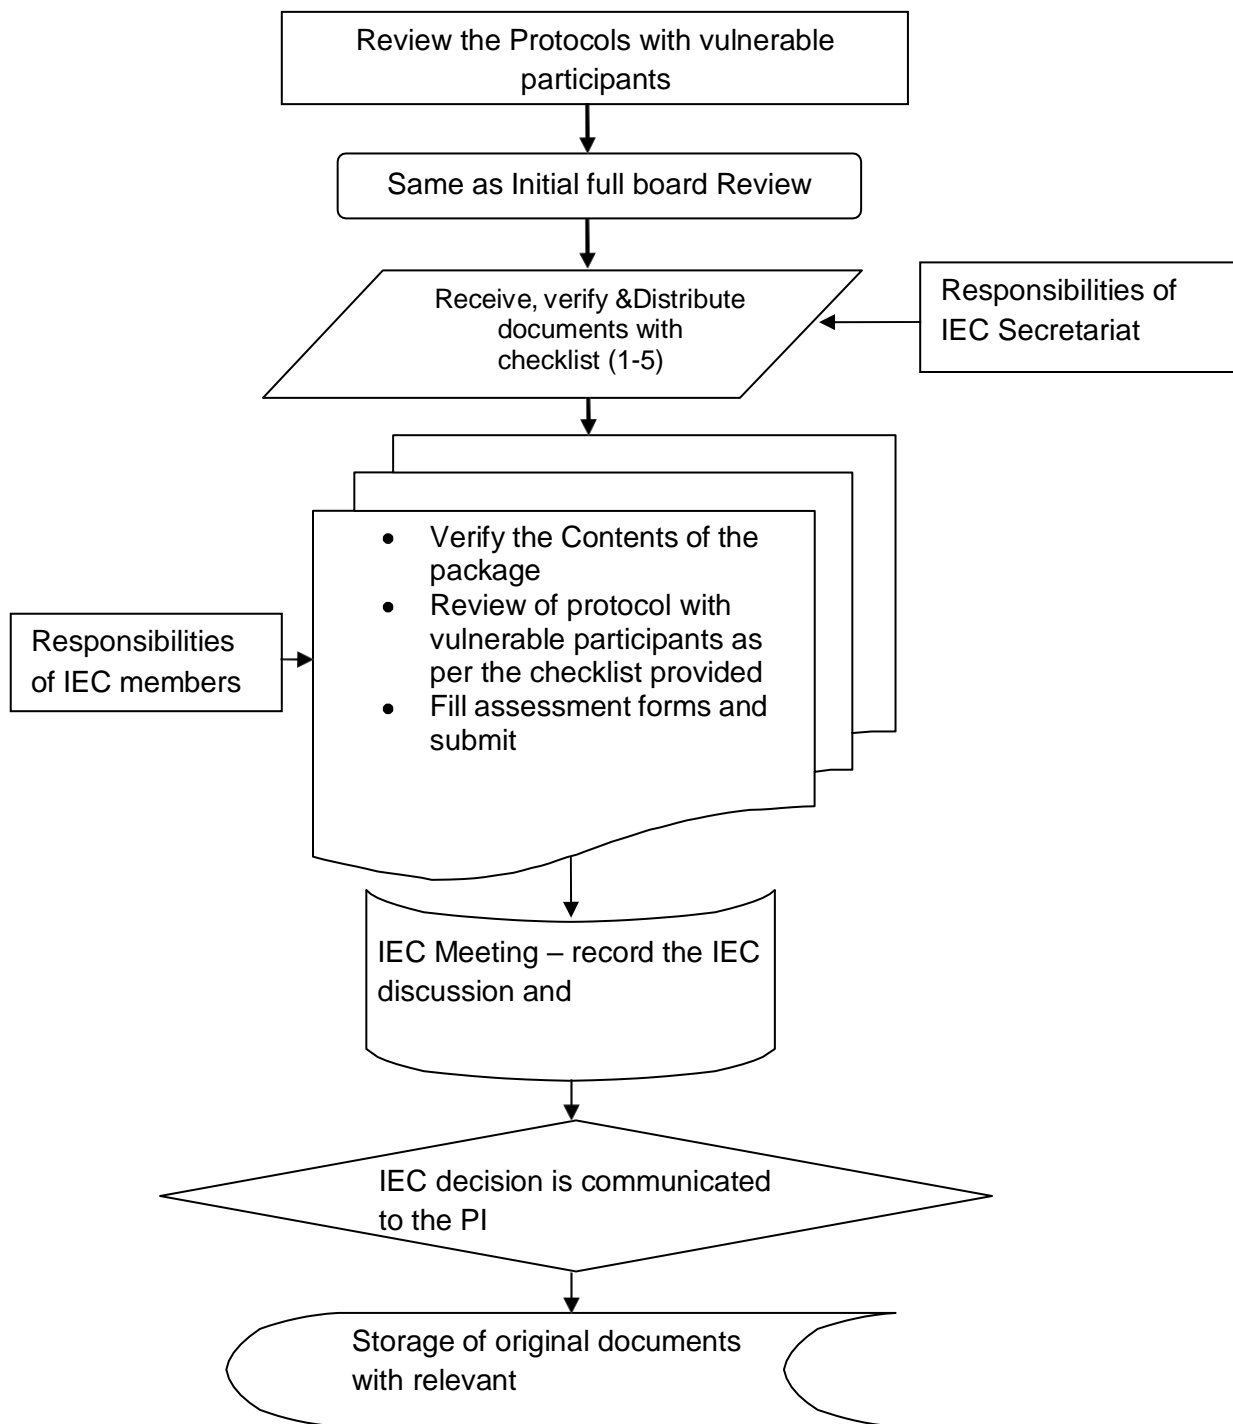 Review the Protocols with vulnerable
participants
Same as Initial full board Review
Receive, verify &Distribute
documents with
checklist (1-5)
Responsibilities of
IEC Secretariat
• Verify the Contents of the
package
• Review of protocol with
vulnerable participants as
per the checklist provided
• Fill assessment forms and
submit
Responsibilities
of IEC members
IEC Meeting – record the IEC
discussion and
IEC decision is communicated
to the PI
Storage of original documents
with relevant